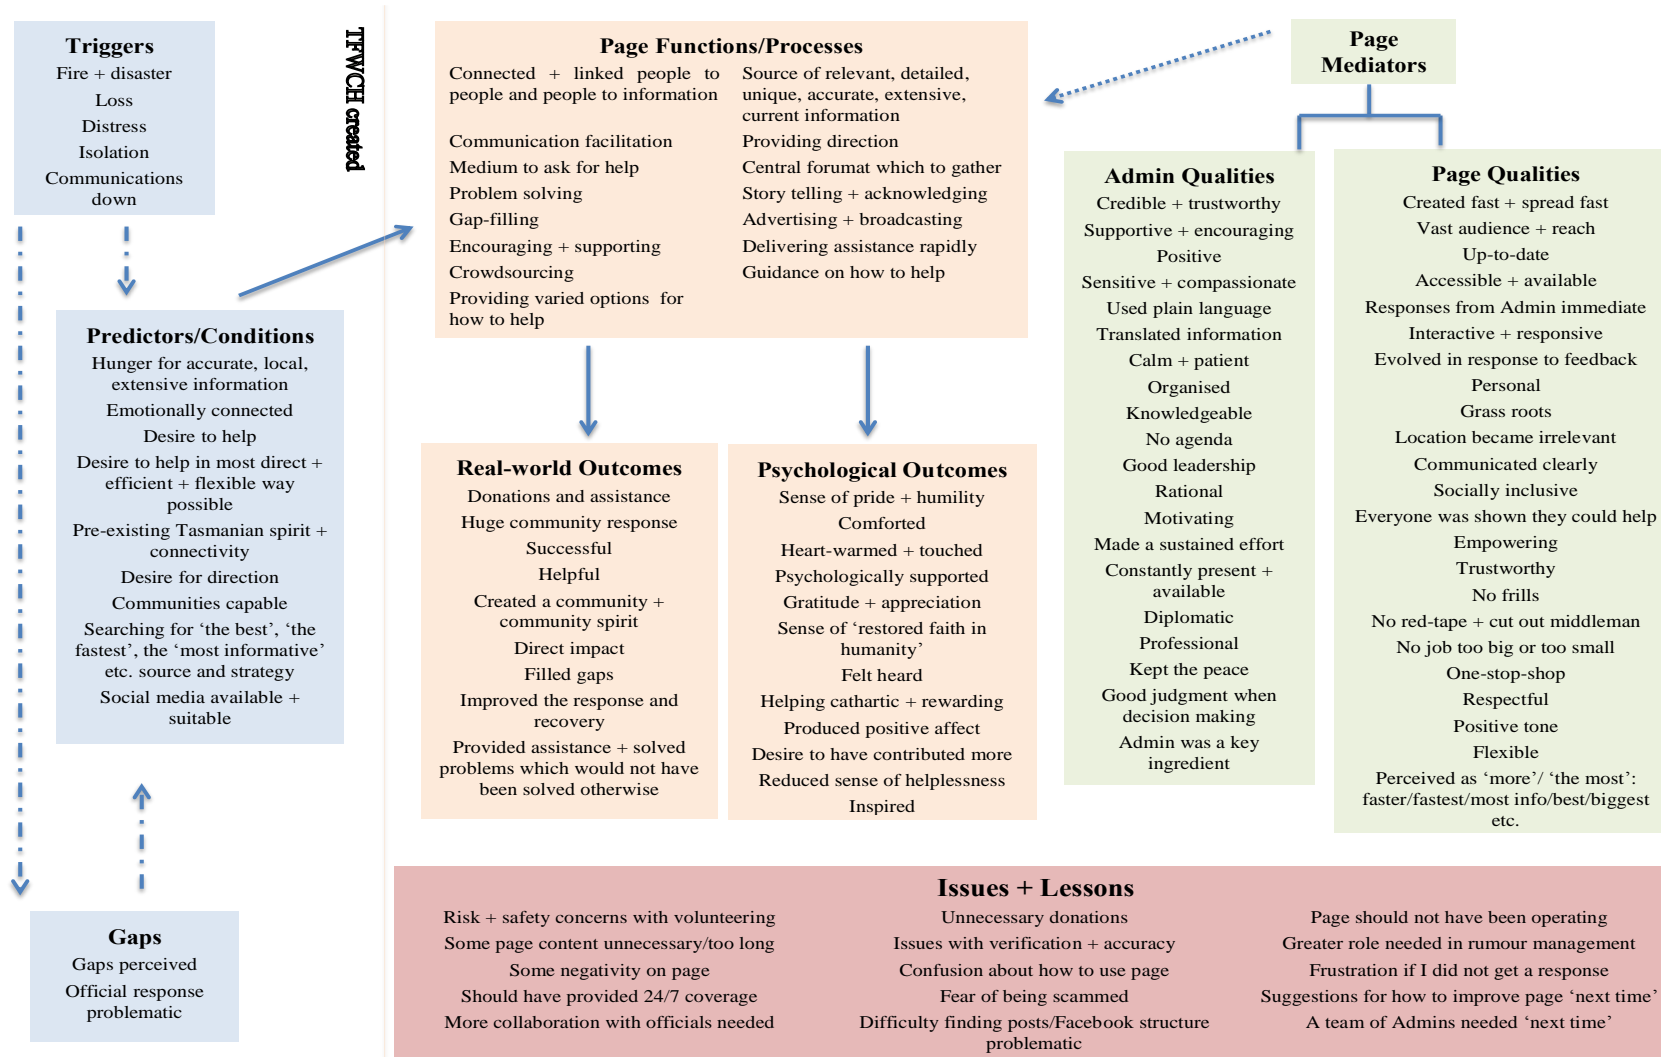 Triggers
Fire + disaster
Loss
Distress
Isolation
Communications
down
TFWCH created
Predictors/Conditions
Hunger for accurate, local,
extensive information
Emotionally connected
Desire to help
Desire to help in most direct +
efficient + flexible way
possible
Pre-existing Tasmanian spirit +
connectivity
Desire for direction
Communities capable
Searching for ‘the best’, ‘the
fastest’, the ‘most informative’
etc. source and strategy
Social media available +
suitable
Gaps
Gaps perceived
Official response
problematic
Page Functions/Processes
Connected + linked people to
people and people to information
Communication facilitation
Medium to ask for help
Problem solving
Gap-filling
Encouraging + supporting
Crowdsourcing
Providing varied options for
how to help
Source of relevant, detailed,
unique, accurate, extensive,
current information
Providing direction
Central forumat which to gather
Story telling + acknowledging
Advertising + broadcasting
Delivering assistance rapidly
Guidance on how to help
Real-world Outcomes
Donations and assistance
Huge community response
Successful
Helpful
Created a community +
community spirit
Direct impact
Filled gaps
Improved the response and
recovery
Provided assistance + solved
problems which would not have
been solved otherwise
Psychological Outcomes
Sense of pride + humility
Comforted
Heart-warmed + touched
Psychologically supported
Gratitude + appreciation
Sense of ‘restored faith in
humanity’
Felt heard
Helping cathartic + rewarding
Produced positive affect
Desire to have contributed more
Reduced sense of helplessness
Inspired
Page
Mediators
Admin Qualities
Credible + trustworthy
Supportive + encouraging
Positive
Sensitive + compassionate
Used plain language
Translated information
Calm + patient
Organised
Knowledgeable
No agenda
Good leadership
Rational
Motivating
Made a sustained effort
Constantly present +
available
Diplomatic
Professional
Kept the peace
Good judgment when
decision making
Admin was a key
ingredient
Page Qualities
Created fast + spread fast
Vast audience + reach
Up-to-date
Accessible + available
Responses from Admin immediate
Interactive + responsive
Evolved in response to feedback
Personal
Grass roots
Location became irrelevant
Communicated clearly
Socially inclusive
Everyone was shown they could help
Empowering
Trustworthy
No frills
No red-tape + cut out middleman
No job too big or too small
One-stop-shop
Respectful
Positive tone
Flexible
Perceived as ‘more’/ ‘the most’:
faster/fastest/most info/best/biggest
etc.
Issues + Lessons
Risk + safety concerns with volunteering
Some page content unnecessary/too long
Some negativity on page
Should have provided 24/7 coverage
More collaboration with officials needed
Unnecessary donations
Issues with verification + accuracy
Confusion about how to use page
Fear of being scammed
Difficulty finding posts/Facebook structure
problematic
Page should not have been operating
Greater role needed in rumour management
Frustration if I did not get a response
Suggestions for how to improve page ‘next time’
A team of Admins needed ‘next time’